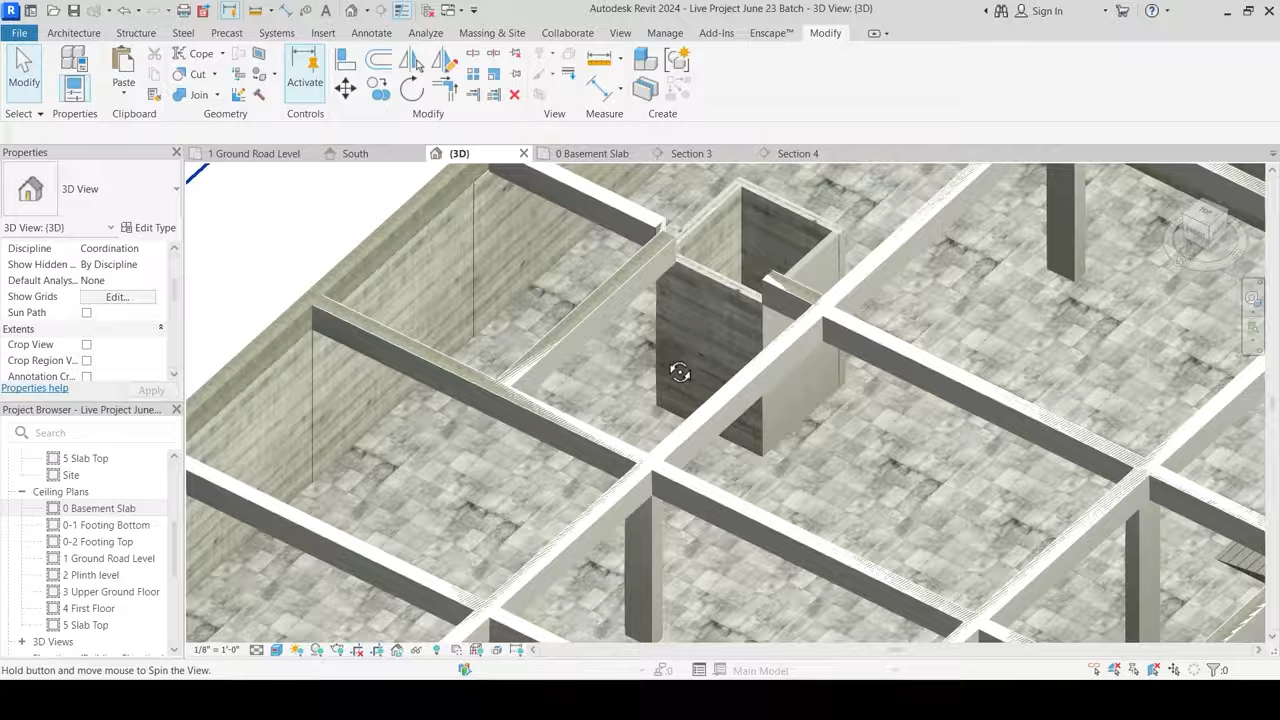 Autodesk Revit 2024 - Live Project June 23 Batch - 3D View: {3D}
Sign In
File Architecture Structure Steel Precast Systems Insert Annotate Analyze Massing & Site Collaborate View Manage Add-Ins Enscape™ Modify
Cope
Cut
Join
Modify
Paste
Activate
Select Properties Clipboard Geometry Controls Modify View Measure Create
Properties
1 Ground Road Level
South
{3D}
0 Basement Slab
Section 3
Section 4
3D View
3D View: {3D}
Edit Type
Discipline Coordination
Show Hidden ... By Discipline
Default Analys... None
Show Grids Edit...
Sun Path
Extents
Crop View
Crop Region V...
Annotation Cr...
Properties help
Apply
Project Browser - Live Project June...
Search
5 Slab Top
Site
Ceiling Plans
0 Basement Slab
0-1 Footing Bottom
0-2 Footing Top
1 Ground Road Level
2 Plinth level
3 Upper Ground Floor
4 First Floor
5 Slab Top
3D Views
1/8" = 1'-0"
Hold button and move mouse to Spin the View.
:0
Main Model
:0